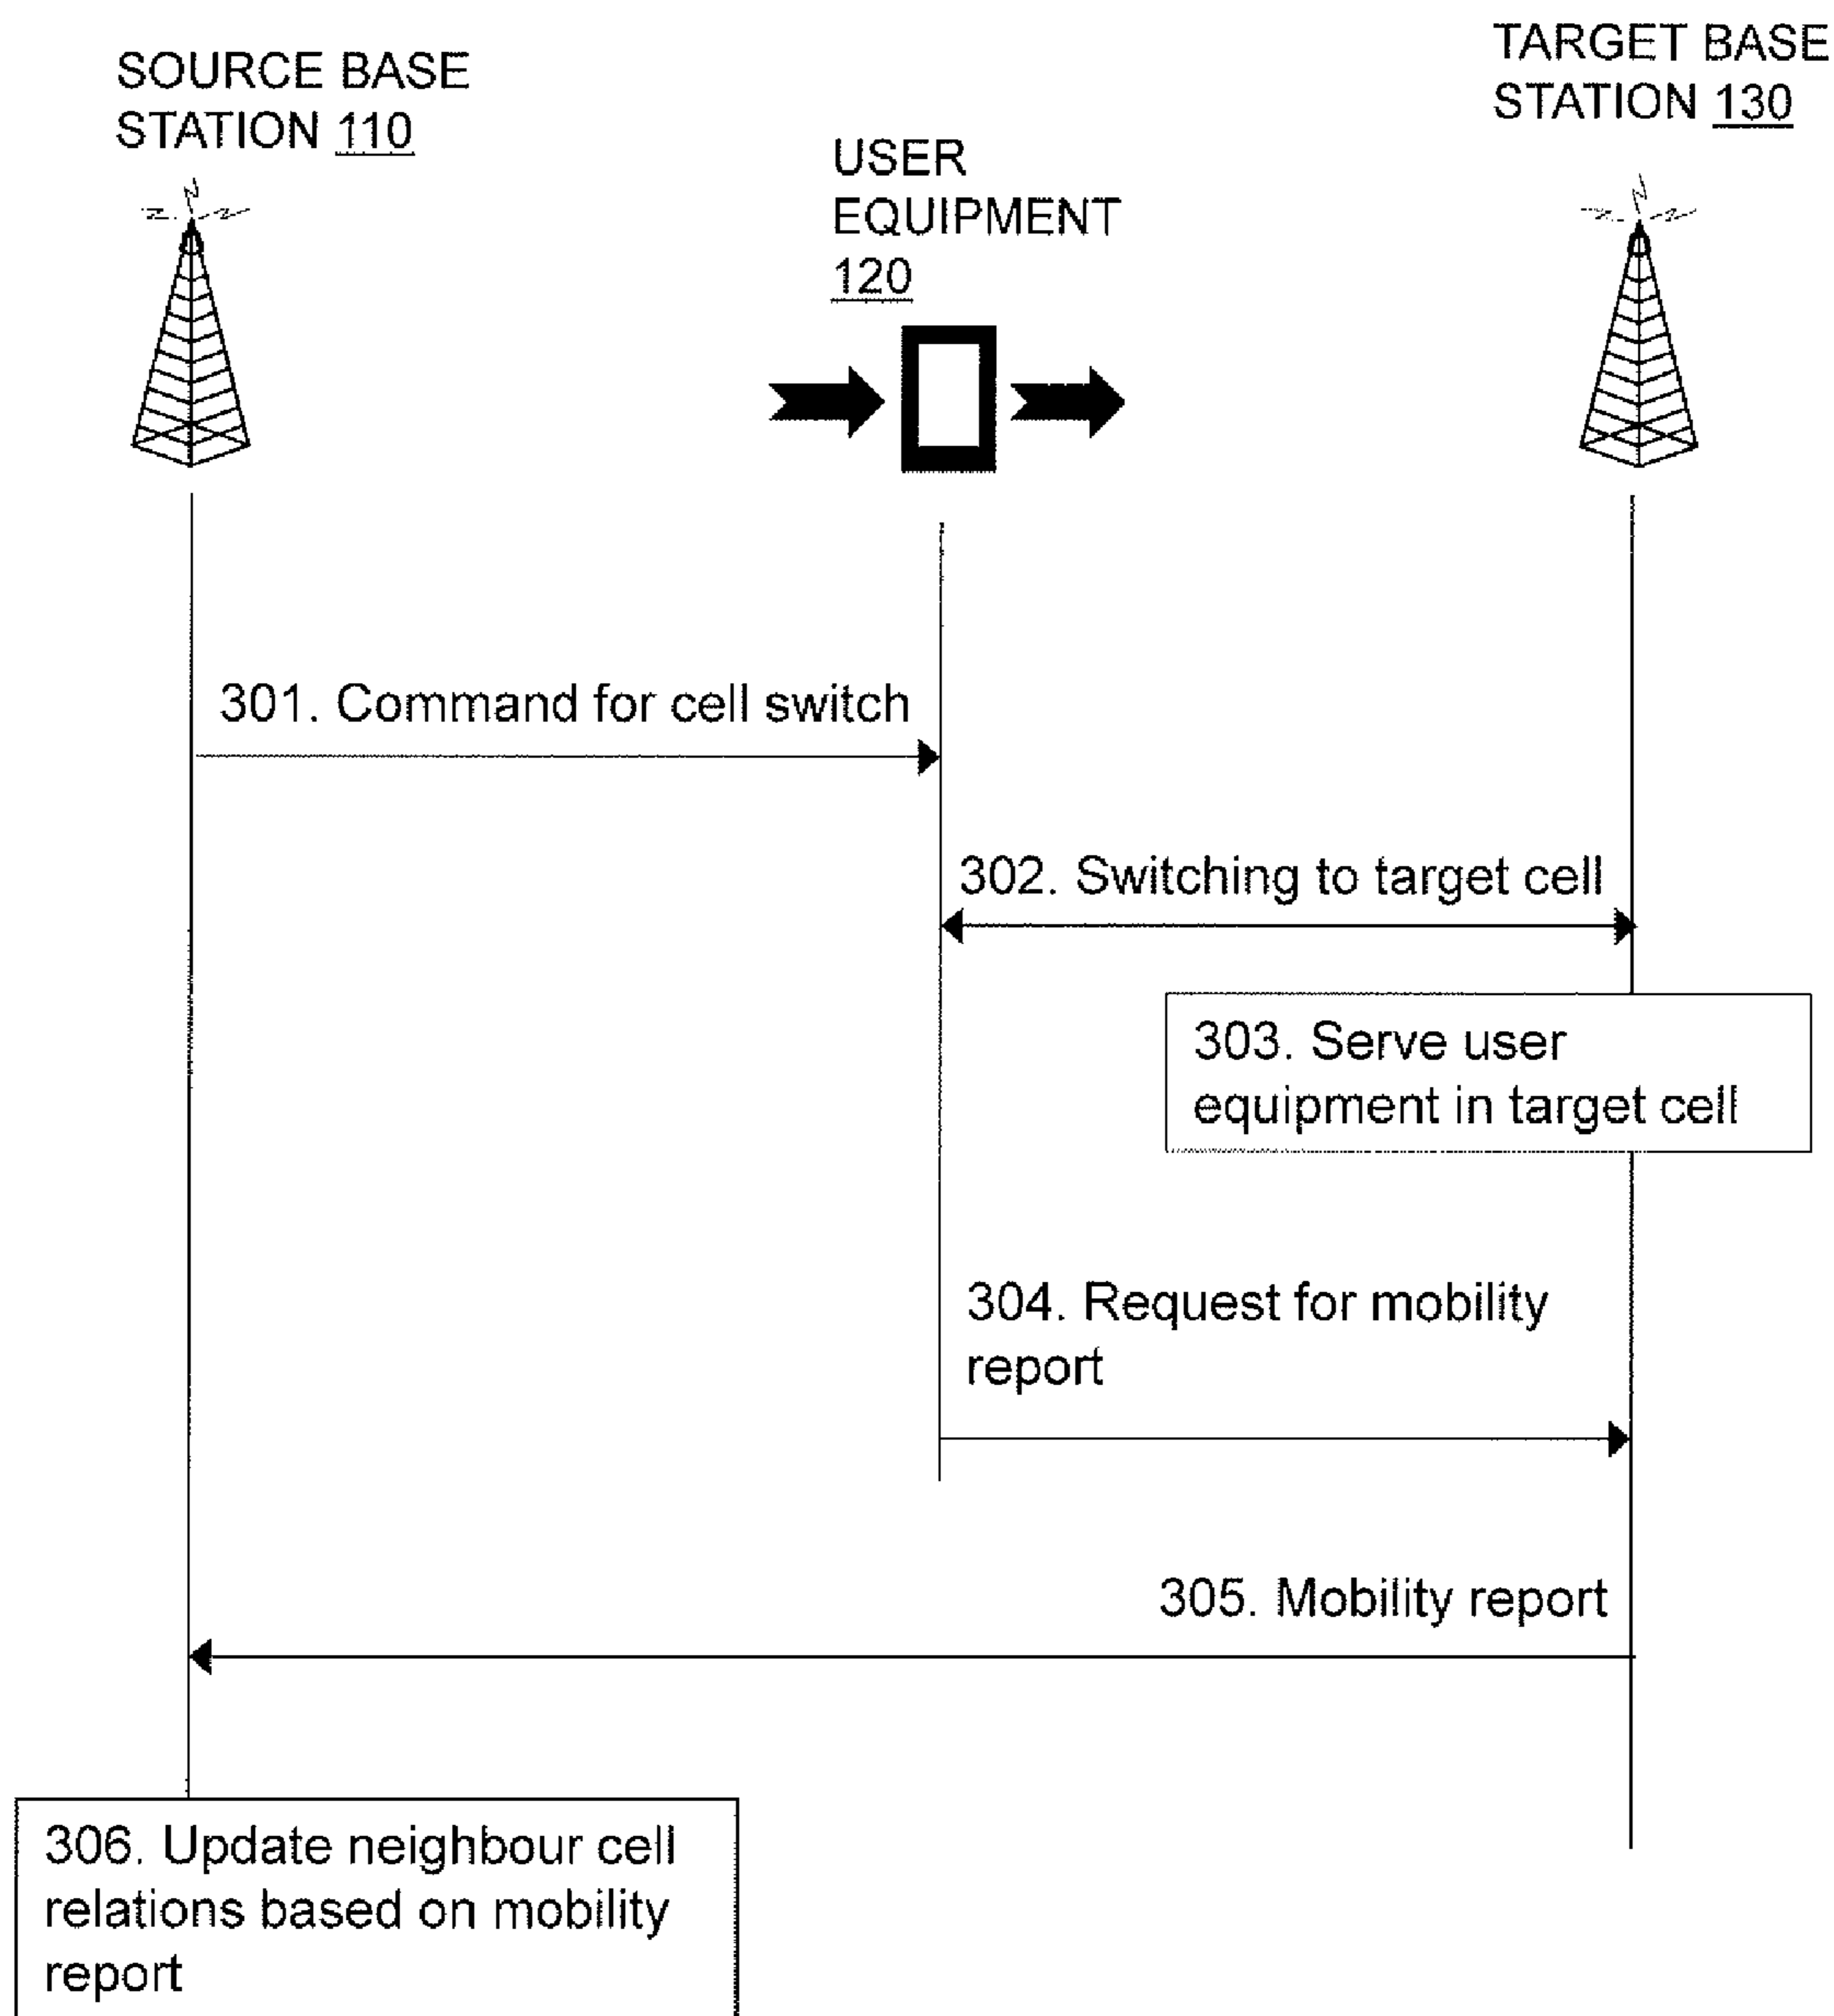 SOURCE BASE
STATION 110
TARGET BASE
STATION 130
USER
EQUIPMENT
120
301. Command for cell switch
302. Switching to target cell
303. Serve user
equipment in target cell
304. Request for mobility
report
305. Mobility report
306. Update neighbour cell
relations based on mobility
report